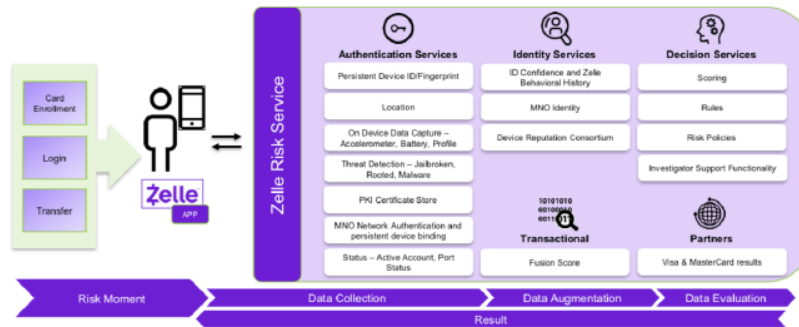 Card
Enrollment
Login
Transfer
Zelle
APP
Zelle Risk Service
Authentication Services
Persistent Device ID/Fingerprint
Location
On Device Data Capture –
Accelerometer, Battery, Profile
Threat Detection – Jailbroken,
Rooted, Malware
PKI Certificate Store
MNO Network Authentication and
persistent device binding
Status – Active Account, Port
Status
Identity Services
ID Confidence and Zelle
Behavioral History
MNO Identity
Device Reputation Consortium
10101010
00100010
00110011
Transactional
Fusion Score
Decision Services
Scoring
Rules
Risk Policies
Investigator Support Functionality
Partners
Visa & MasterCard results
Risk Moment
Data Collection
Data Augmentation
Data Evaluation
Result